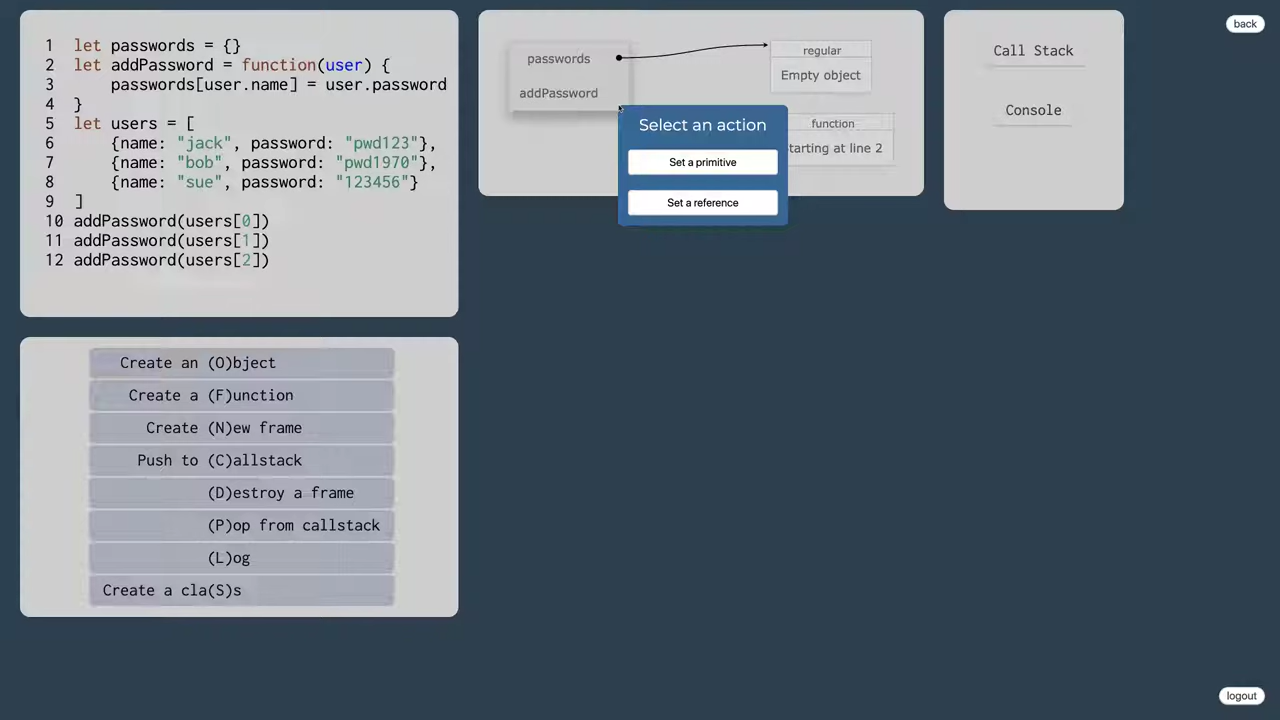 back
1 let passwords = {}
2 let addPassword = function(user) {
3 passwords[user.name] = user.password
4 }
5 let users = [
6 {name: "jack", password: "pwd123"},
7 {name: "bob", password: "pwd1970"},
8 {name: "sue", password: "123456"}
9 ]
10 addPassword(users[0])
11 addPassword(users[1])
12 addPassword(users[2])
passwords
addPassword
regular
Empty object
function
tarting at line 2
Select an action
Set a primitive
Set a reference
Call Stack
Console
Create an (O)bject
Create a (F)unction
Create (N)ew frame
Push to (C)allstack
(D)estroy a frame
(P)op from callstack
(L)og
Create a cla(S)s
logout